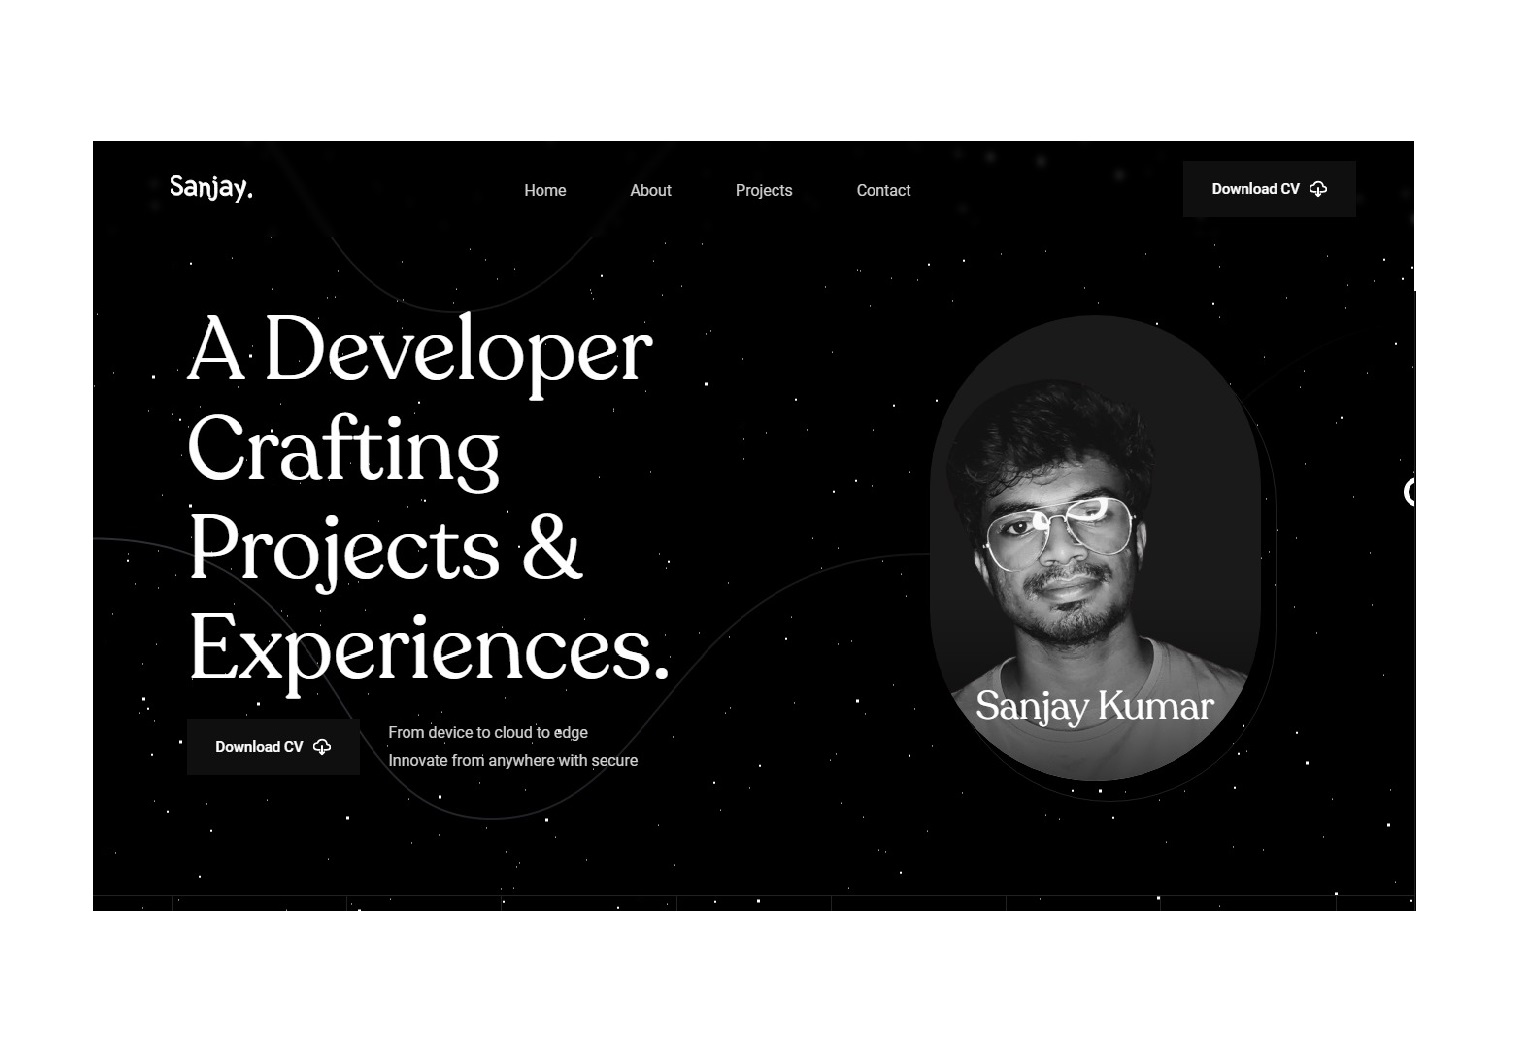 Sanjay.
Home
About
Projects
Contact
Download CV
A Developer
Crafting
Projects &
Experiences.
Download CV
From device to cloud to edge
Innovate from anywhere with secure
Sanjay Kumar